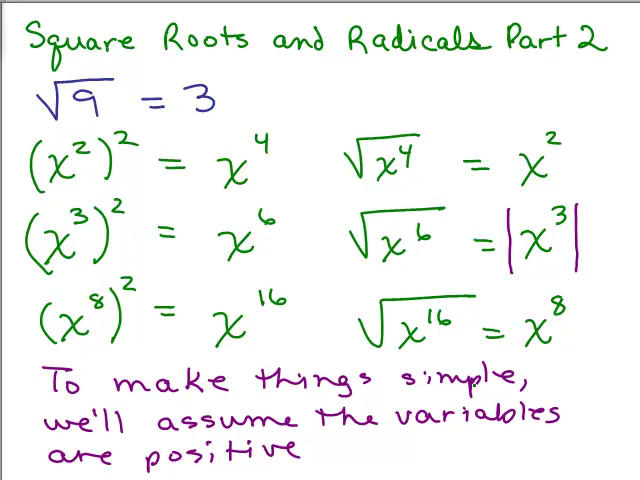 Square Roots and Radicals Part 2
√9 = 3
(x²)² = x⁴ √x⁴ = x²
(x³)² = x⁶ √x⁶ = |x³|
(x⁸)² = x¹⁶ √x¹⁶ = x⁸
To make things simple,
we'll assume the variables
are positive